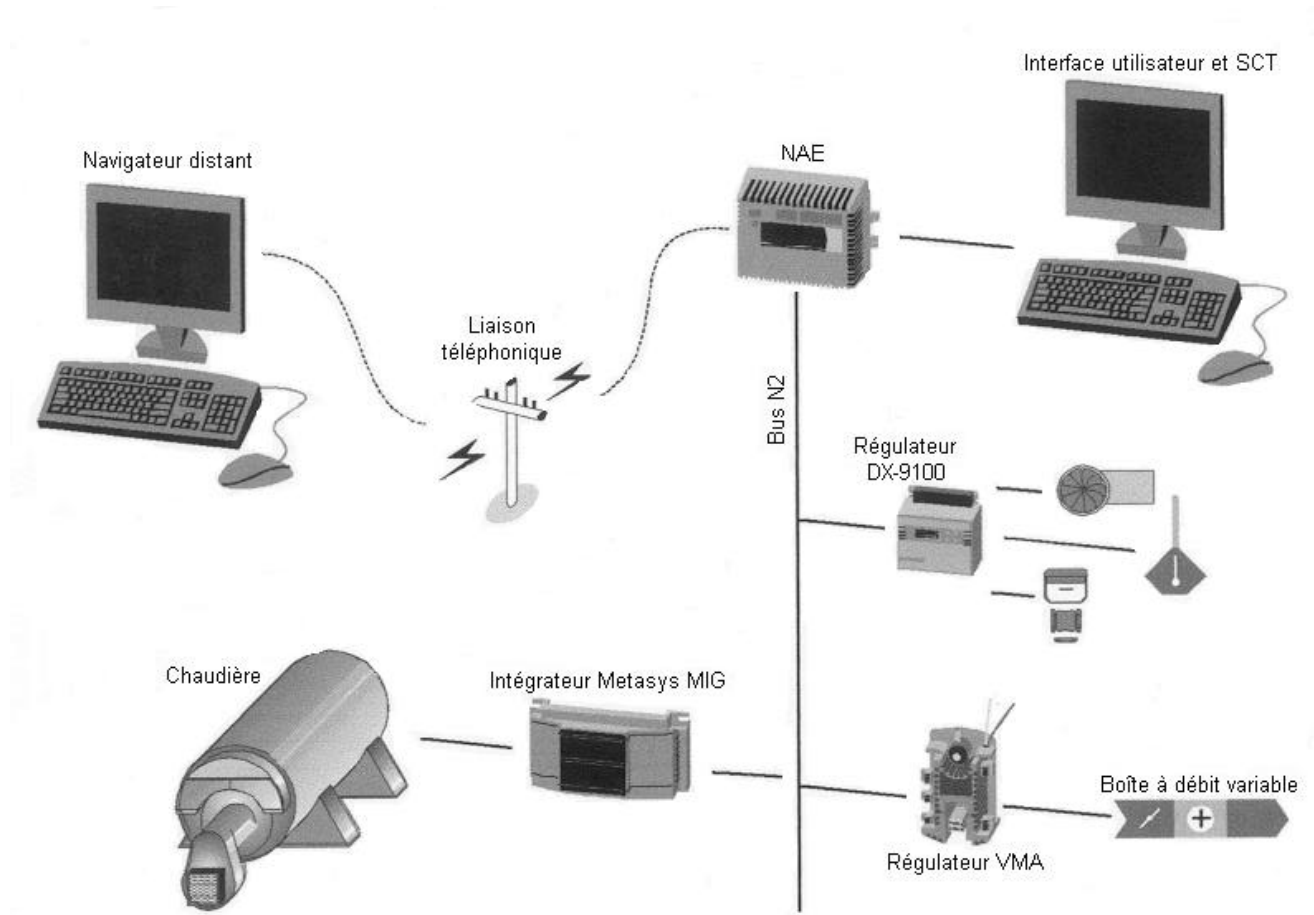 Interface utilisateur et SCT
Navigateur distant
NAE
Liaison
téléphonique
Bus N2
Régulateur
DX-9100
Chaudière
Intégrateur Metasys MIG
Boîte à débit variable
Régulateur VMA